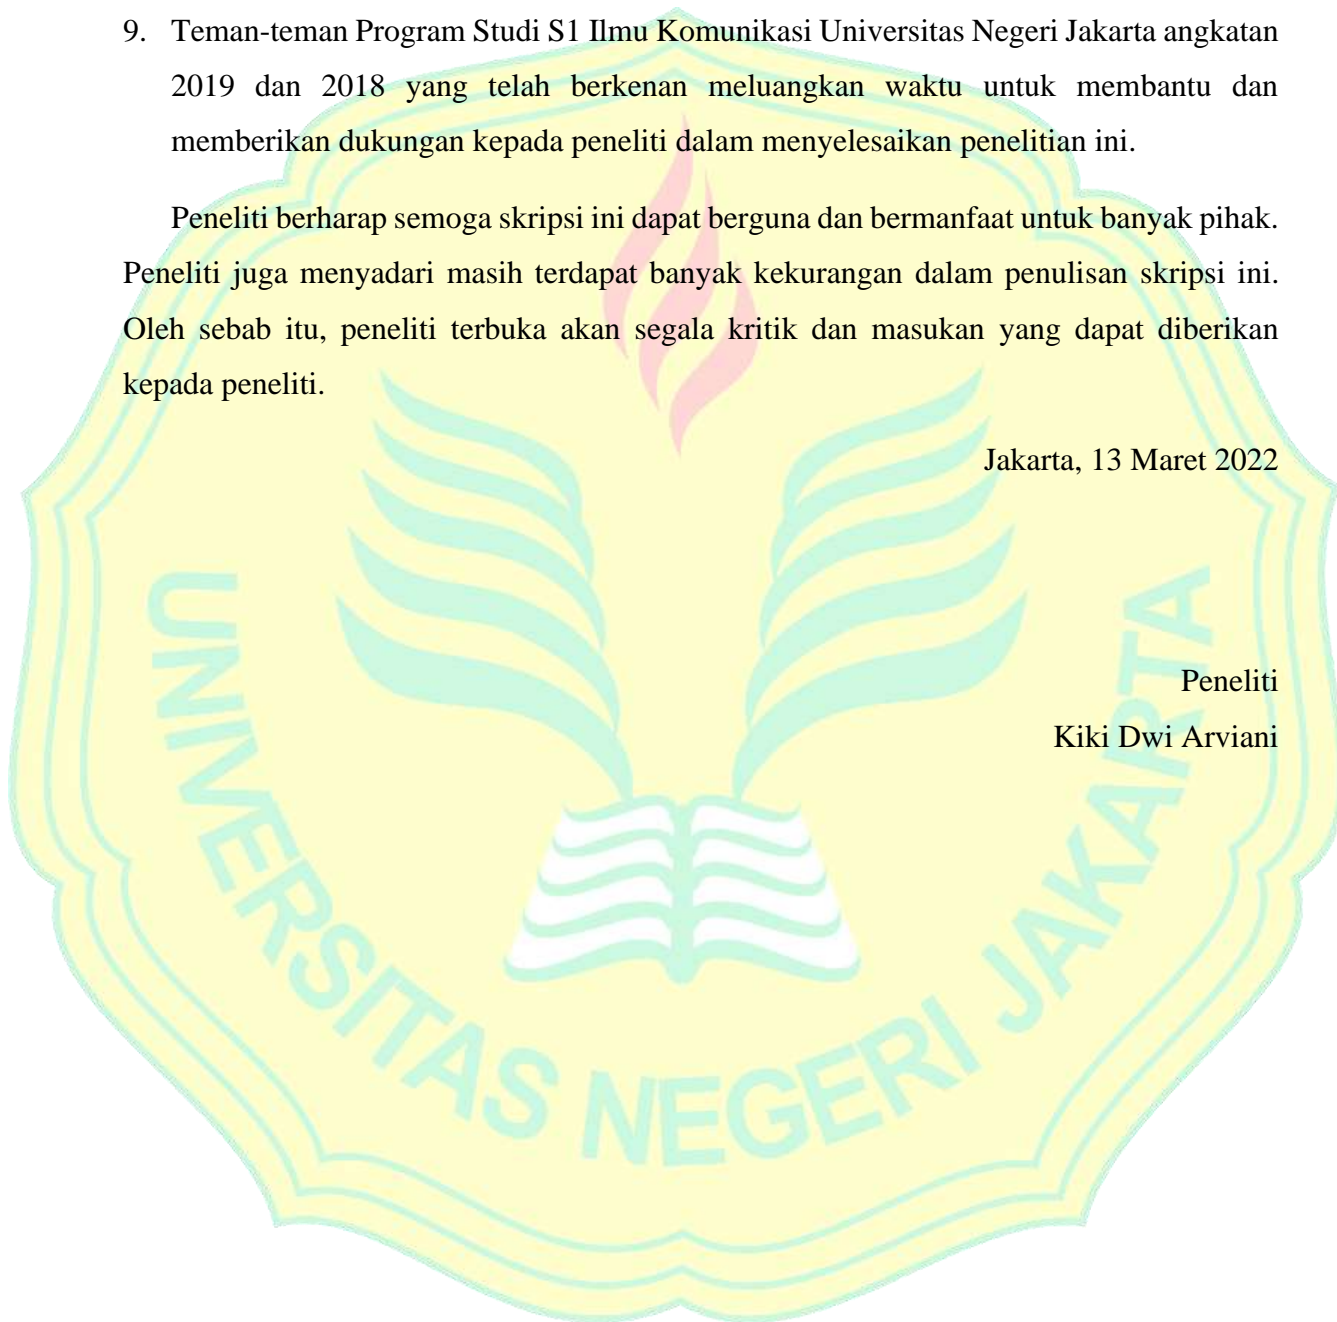 9. Teman-teman Program Studi S1 Ilmu Komunikasi Universitas Negeri Jakarta angkatan
2019 dan 2018 yang telah berkenan meluangkan waktu untuk membantu dan
memberikan dukungan kepada peneliti dalam menyelesaikan penelitian ini.
Peneliti berharap semoga skripsi ini dapat berguna dan bermanfaat untuk banyak pihak.
Peneliti juga menyadari masih terdapat banyak kekurangan dalam penulisan skripsi ini.
Oleh sebab itu, peneliti terbuka akan segala kritik dan masukan yang dapat diberikan
kepada peneliti.
Jakarta, 13 Maret 2022
Peneliti
Kiki Dwi Arviani
UNIVERSITAS NEGERI JAKARTA